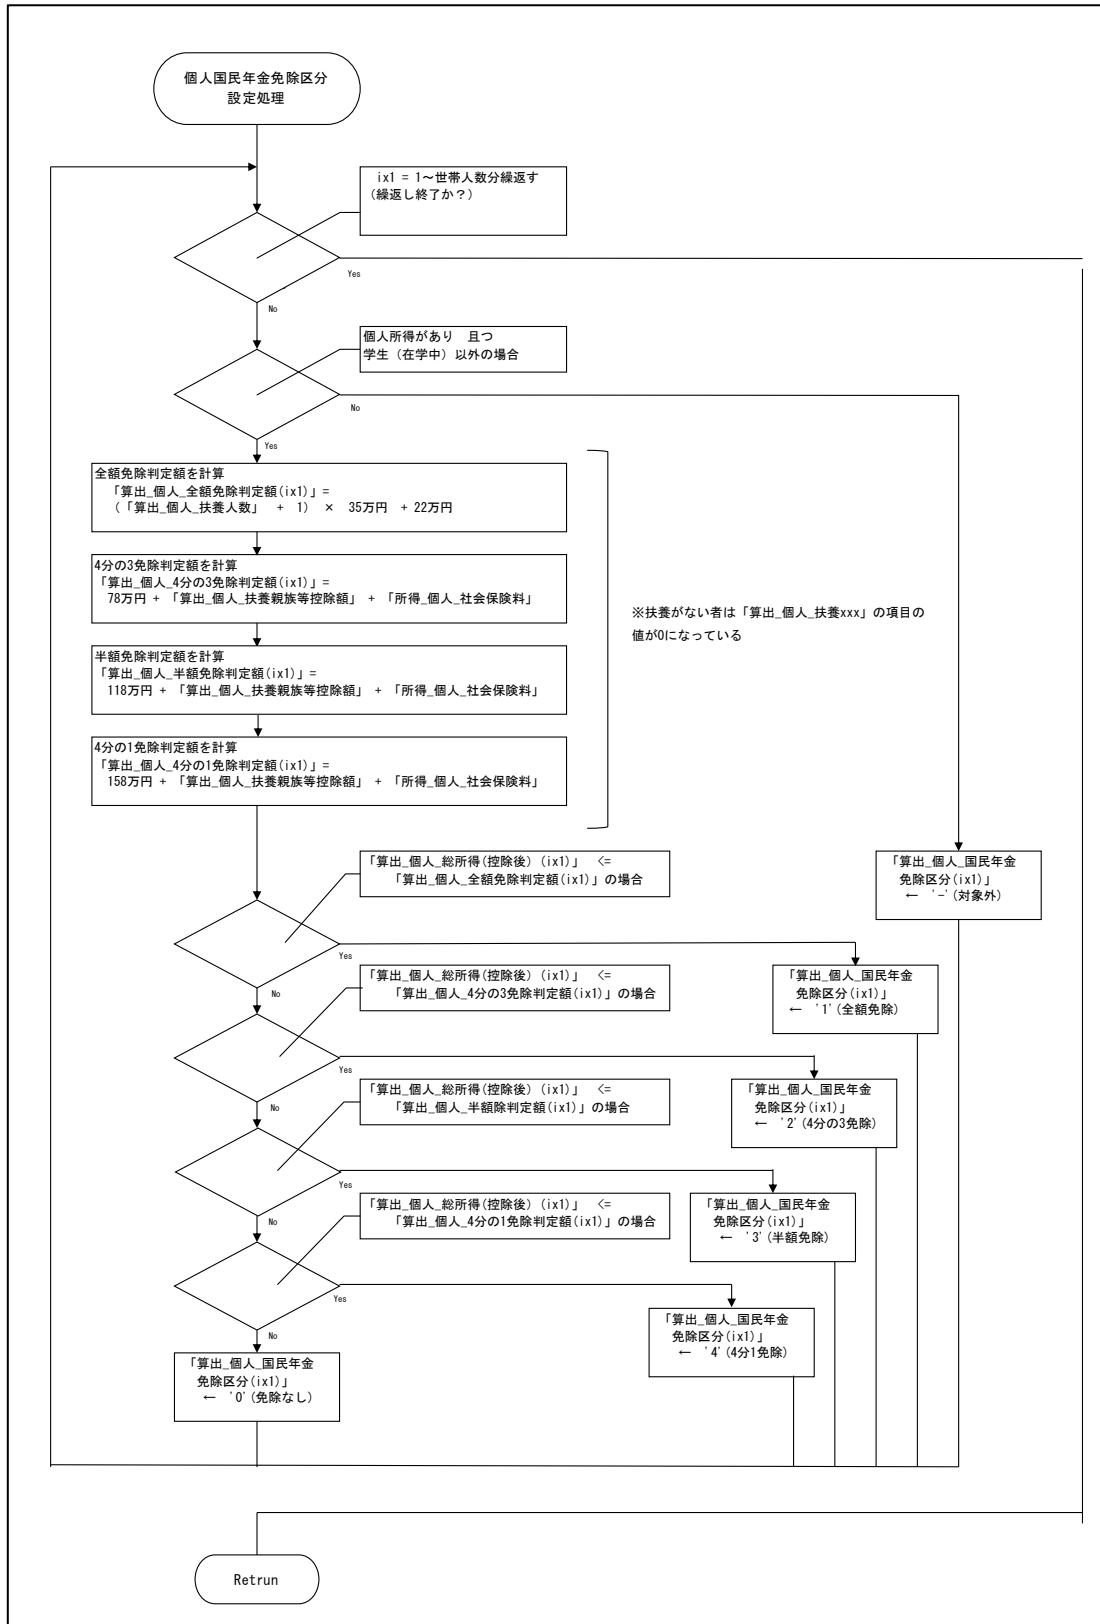 個人国民年金免除区分
設定処理
ix1 = 1～世帯人数分繰返す
(繰返し終了か？)
Yes
No
個人所得があり 且つ
学生（在学中）以外の場合
No
Yes
全額免除判定額を計算
「算出_個人_全額免除判定額(ix1)」=
(「算出_個人_扶養人数」 + 1) × 35万円 + 22万円
4分の3免除判定額を計算
「算出_個人_4分の3免除判定額(ix1)」=
78万円 + 「算出_個人_扶養親族等控除額」 + 「所得_個人_社会保険料」
※扶養がない者は「算出_個人_扶養xxx」の項目の
値が0になっている
半額免除判定額を計算
「算出_個人_半額免除判定額(ix1)」=
118万円 + 「算出_個人_扶養親族等控除額」 + 「所得_個人_社会保険料」
4分の1免除判定額を計算
「算出_個人_4分の1免除判定額(ix1)」=
158万円 + 「算出_個人_扶養親族等控除額」 + 「所得_個人_社会保険料」
「算出_個人_総所得(控除後)(ix1)」 <=
「算出_個人_全額免除判定額(ix1)」の場合
「算出_個人_国民年金
免除区分(ix1)」
← '-'(対象外)
Yes
No
「算出_個人_総所得(控除後)(ix1)」 <=
「算出_個人_4分の3免除判定額(ix1)」の場合
「算出_個人_国民年金
免除区分(ix1)」
← '1'(全額免除)
Yes
No
「算出_個人_総所得(控除後)(ix1)」 <=
「算出_個人_半額除判定額(ix1)」の場合
「算出_個人_国民年金
免除区分(ix1)」
← '2'(4分の3免除)
Yes
No
「算出_個人_総所得(控除後)(ix1)」 <=
「算出_個人_4分の1免除判定額(ix1)」の場合
「算出_個人_国民年金
免除区分(ix1)」
← '3'(半額免除)
Yes
No
「算出_個人_国民年金
免除区分(ix1)」
← '4'(4分1免除)
「算出_個人_国民年金
免除区分(ix1)」
← '0'(免除なし)
Retrun